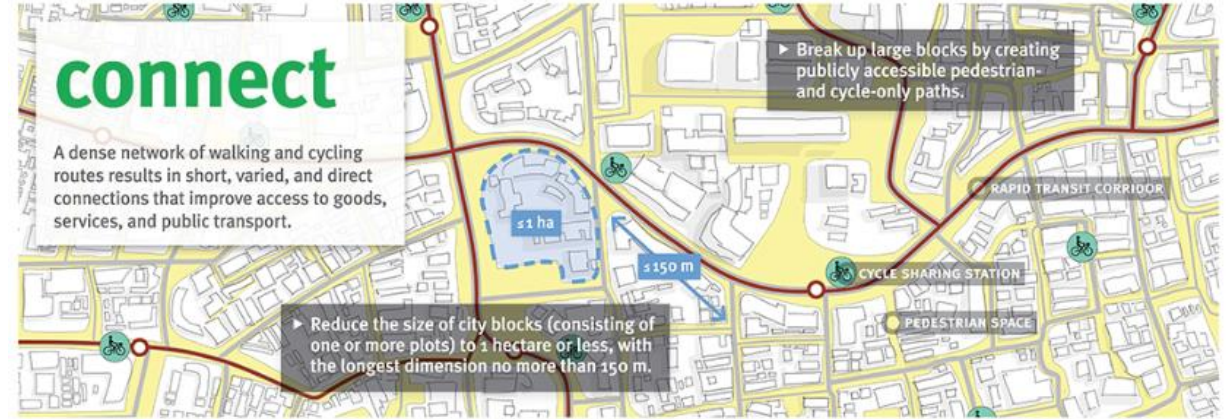 connect
A dense network of walking and cycling
routes results in short, varied, and direct
connections that improve access to goods,
services, and public transport.
▶ Break up large blocks by creating
publicly accessible pedestrian-
and cycle-only paths.
RAPID TRANSIT CORRIDOR
≤1 ha
≤150 m
CYCLE SHARING STATION
PEDESTRIAN SPACE
▶ Reduce the size of city blocks (consisting of
one or more plots) to 1 hectare or less, with
the longest dimension no more than 150 m.